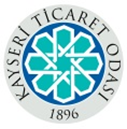 KAYSERİ TİCARET ODASI
1896